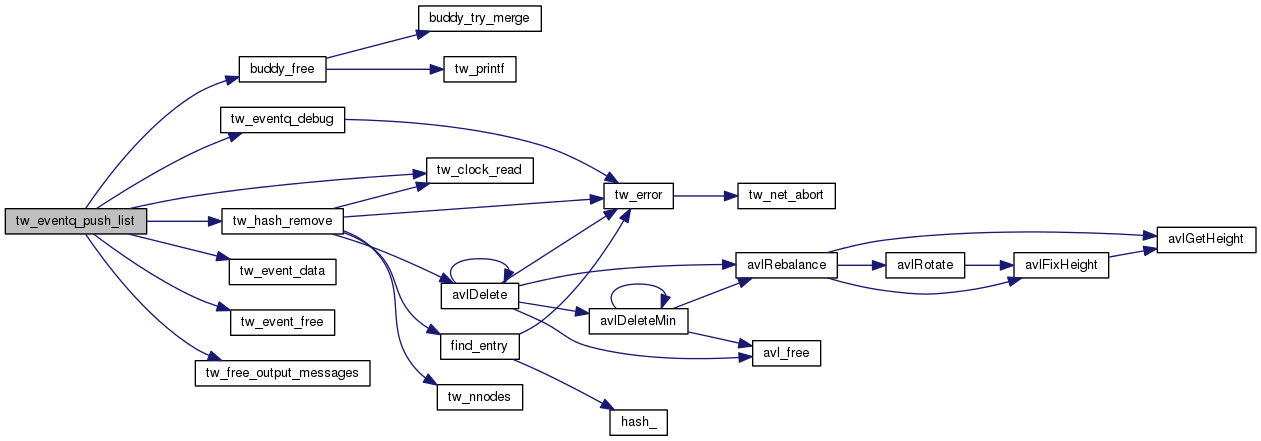 buddy_try_merge
buddy_free
tw_printf
tw_eventq_debug
tw_clock_read
tw_error
tw_net_abort
tw_eventq_push_list
tw_hash_remove
avlGetHeight
tw_event_data
avlRebalance
avlRotate
avlFixHeight
avlDelete
tw_event_free
avlDeleteMin
find_entry
avl_free
tw_free_output_messages
tw_nnodes
hash_